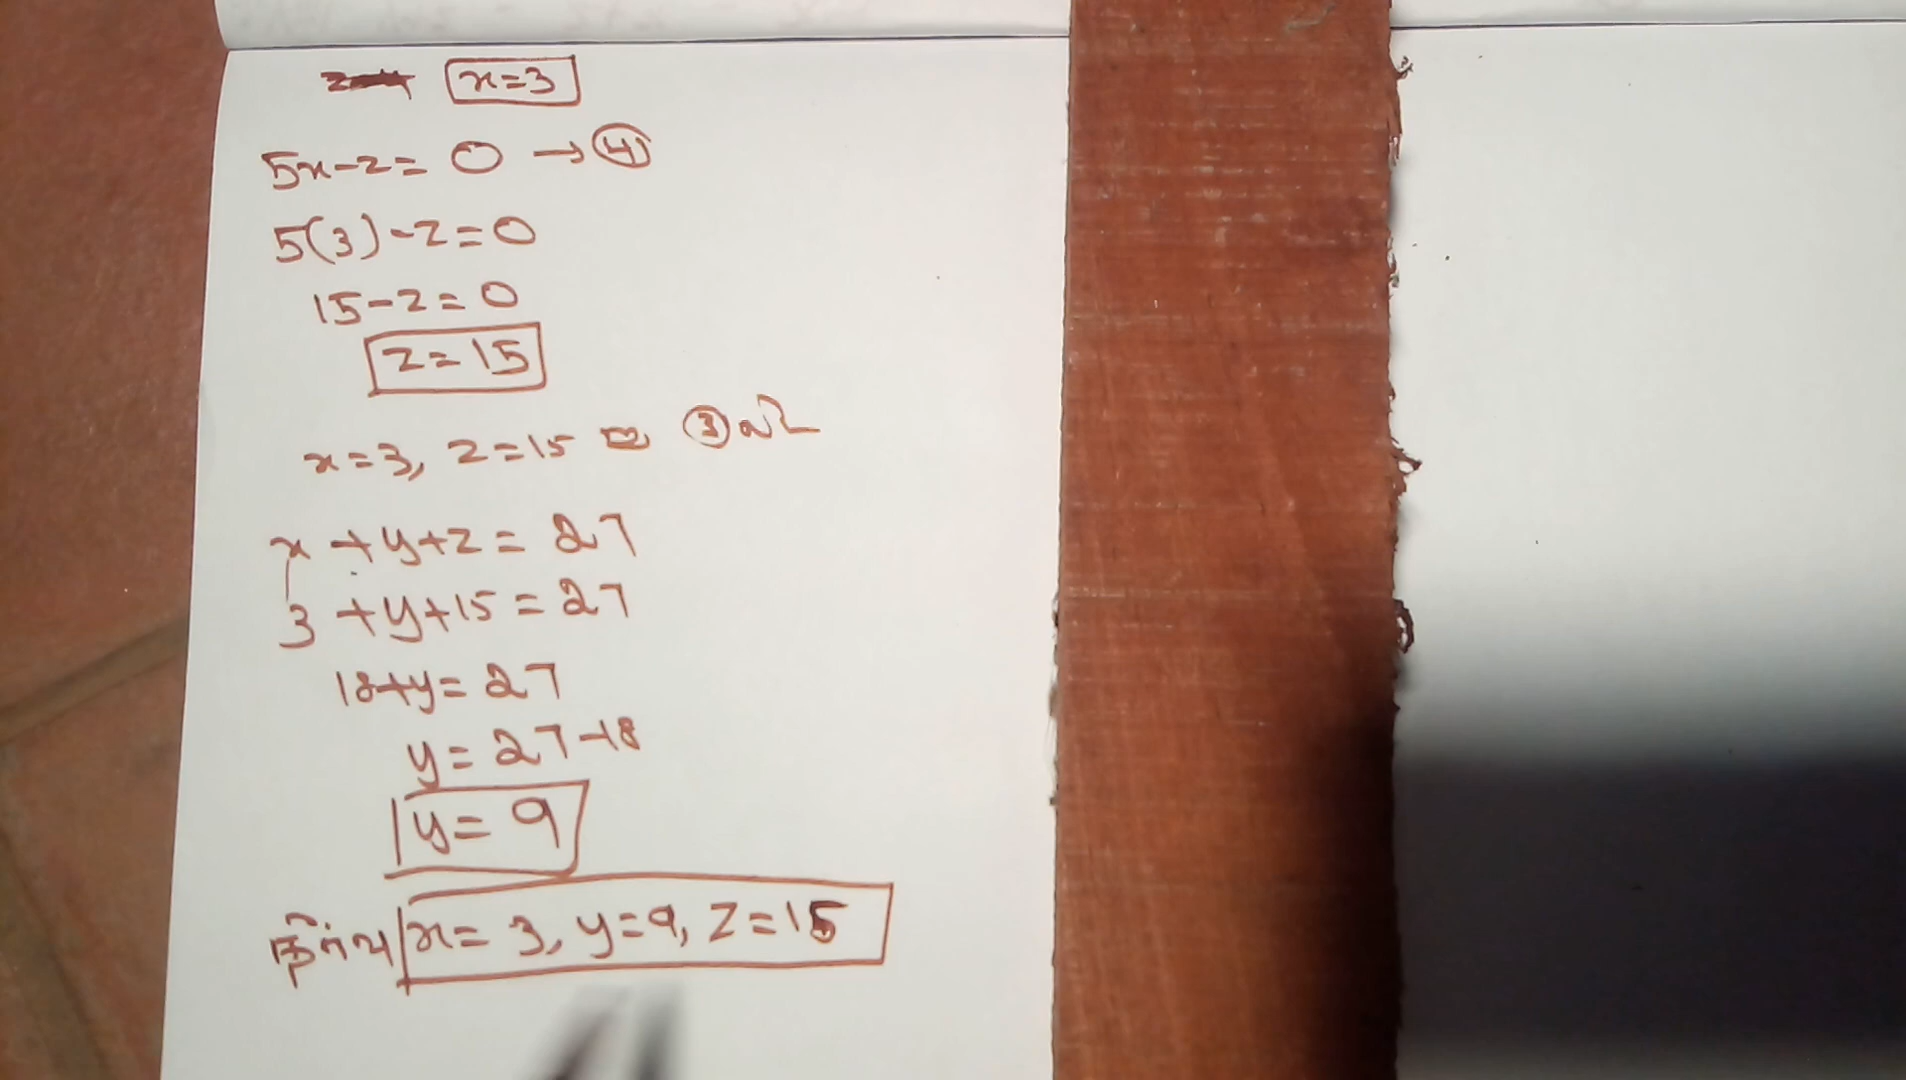 x=3
5x-z=0 → ④
5(3)-z=0
15-z=0
z=15
x=3, z=15 ③ல்
x+y+z=27
3+y+15=27
18+y=27
y=27-18
y=9
x=3, y=9, z=15